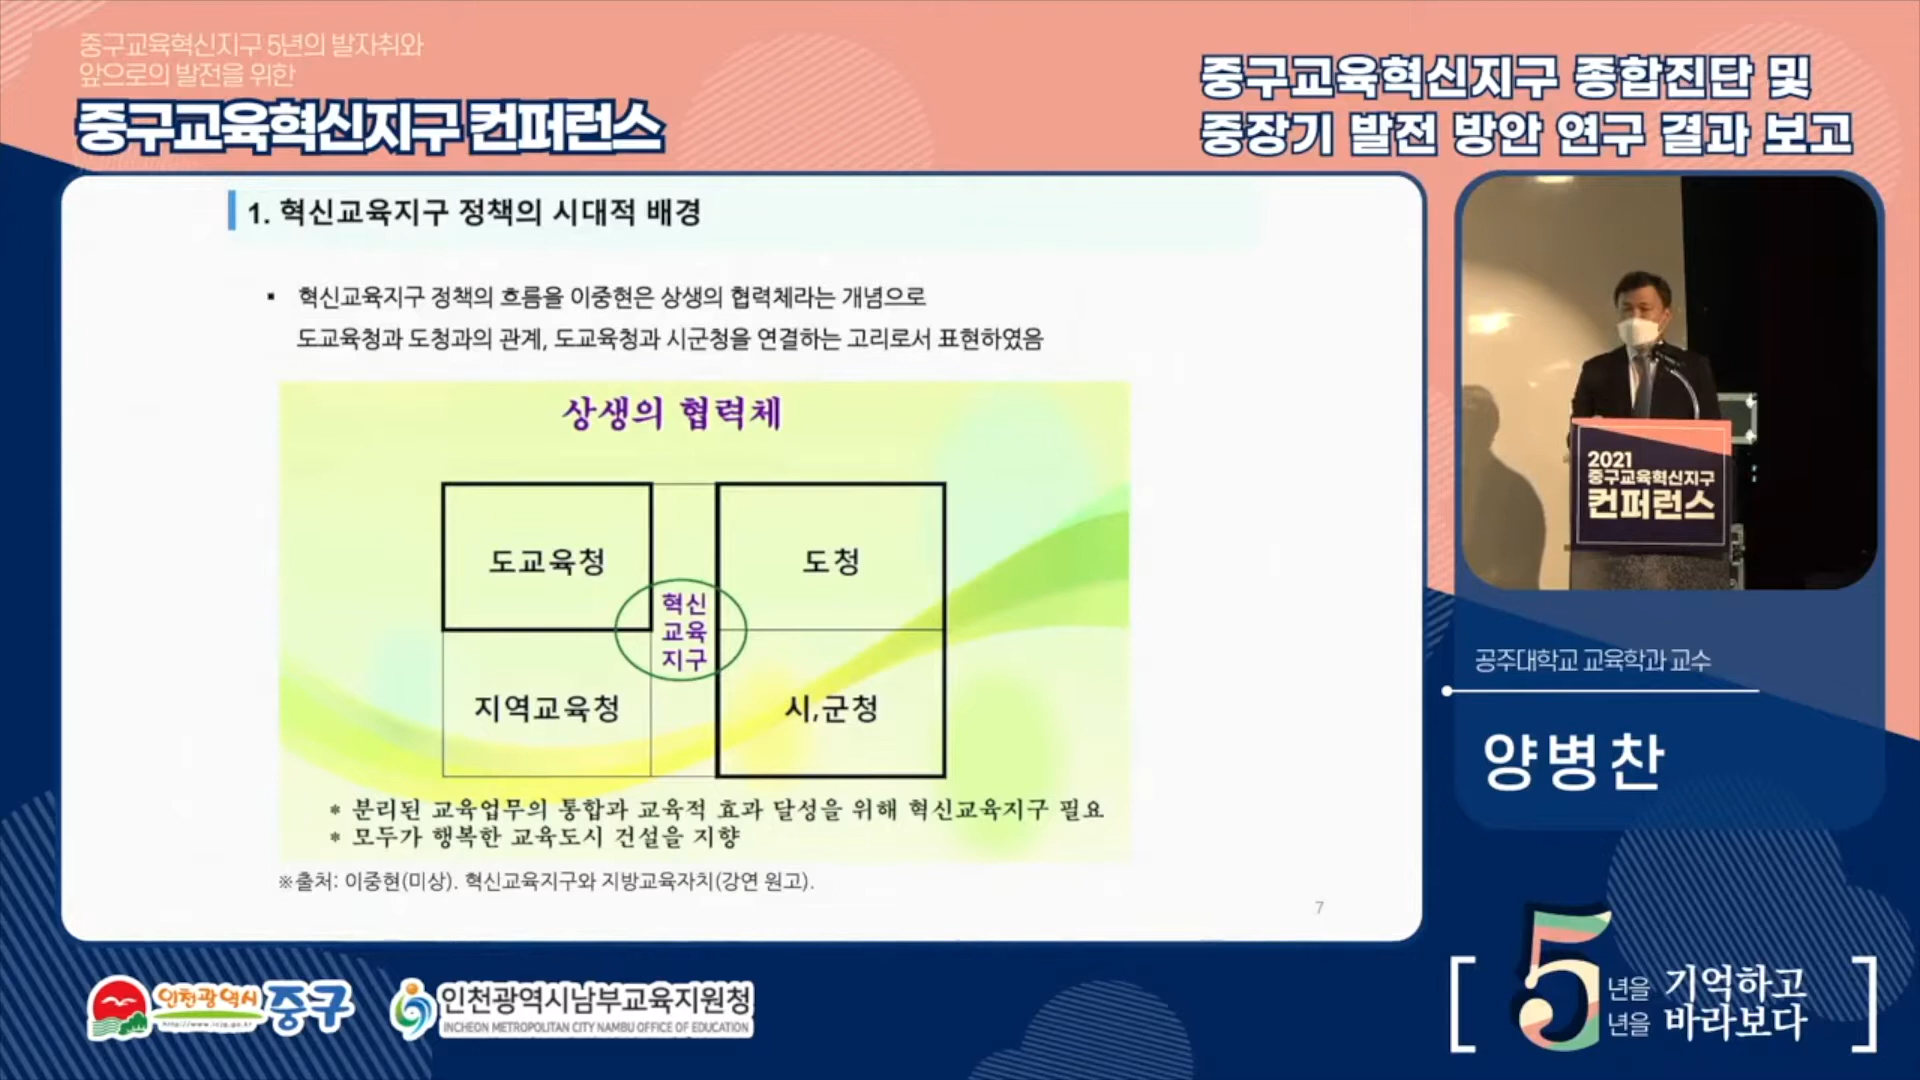 중구교육혁신지구 5년의 발자취와
앞으로의 발전을 위한
중구교육혁신지구 컨퍼런스
중구교육혁신지구 종합진단 및
중장기 발전 방안 연구 결과 보고
1. 혁신교육지구 정책의 시대적 배경
▪ 혁신교육지구 정책의 흐름을 이중현은 상생의 협력체라는 개념으로
도교육청과 도청과의 관계, 도교육청과 시군청을 연결하는 고리로서 표현하였음
상생의 협력체
도교육청
도청
혁신
교육
지구
지역교육청
시,군청
* 분리된 교육업무의 통합과 교육적 효과 달성을 위해 혁신교육지구 필요
* 모두가 행복한 교육도시 건설을 지향
※출처: 이중현(미상). 혁신교육지구와 지방교육자치(강연 원고).
7
2021
중구교육혁신지구
컨퍼런스
공주대학교 교육학과 교수
양병찬
인천광역시 중구
http://www.icjg.go.kr
인천광역시남부교육지원청
INCHEON METROPOLITAN CITY NAMBU OFFICE OF EDUCATION
[5년을 기억하고
년을 바라보다]